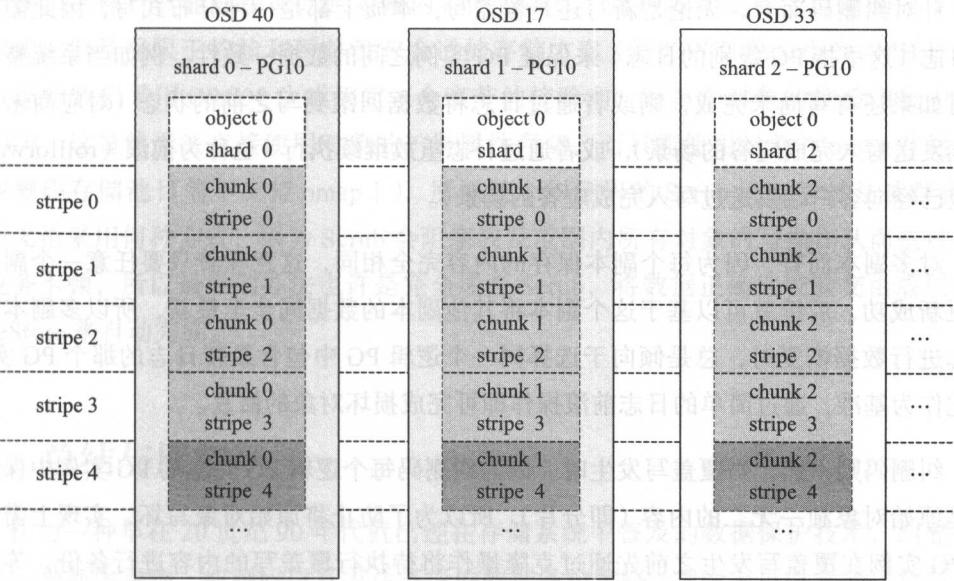 OSD 40 OSD 17 OSD 33
shard 0 – PG10 shard 1 – PG10 shard 2 – PG10
object 0 object 0 object 0
shard 0 shard 1 shard 2
stripe 0 chunk 0 chunk 1 chunk 2 ...
stripe 0 stripe 0 stripe 0
stripe 1 chunk 0 chunk 1 chunk 2 ...
stripe 1 stripe 1 stripe 1
stripe 2 chunk 0 chunk 1 chunk 2 ...
stripe 2 stripe 2 stripe 2
stripe 3 chunk 0 chunk 1 chunk 2 ...
stripe 3 stripe 3 stripe 3
stripe 4 chunk 0 chunk 1 chunk 2 ...
stripe 4 stripe 4 stripe 4
... ... ...